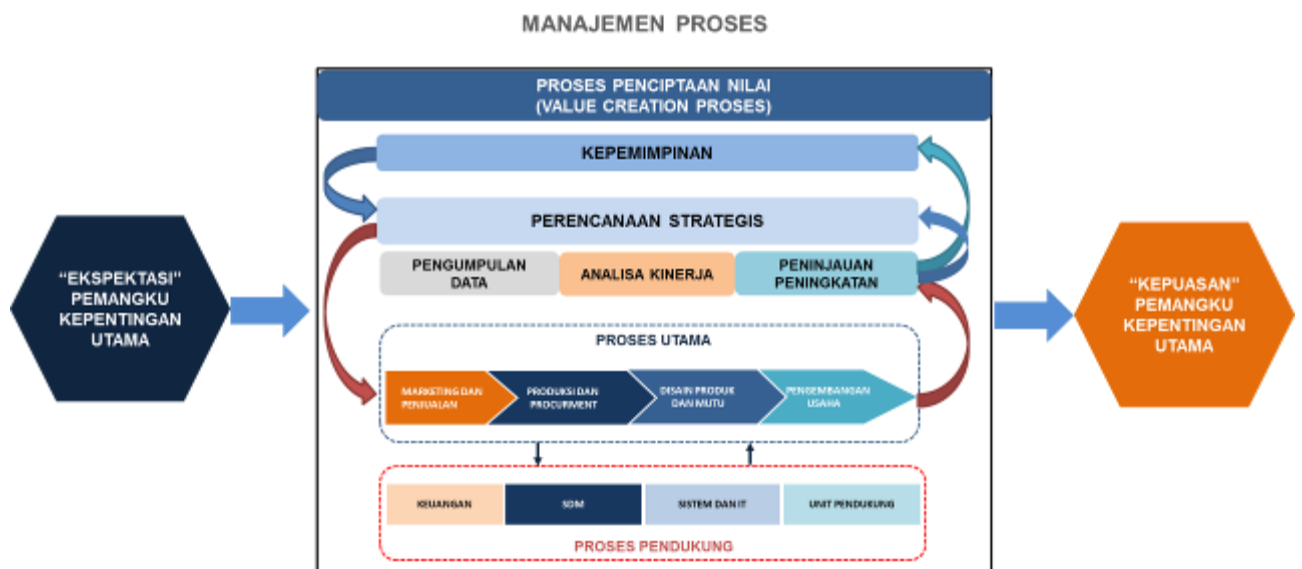 MANAJEMEN PROSES
PROSES PENCIPTAAN NILAI
(VALUE CREATION PROSES)
KEPEMIMPINAN
PERENCANAAN STRATEGIS
PENGUMPULAN
DATA
ANALISA KINERJA
PENINJAUAN
PENINGKATAN
“EKSPEKTASI”
PEMANGKU
KEPENTINGAN
UTAMA
“KEPUASAN”
PEMANGKU
KEPENTINGAN
UTAMA
PROSES UTAMA
MARKETING DAN
PENJUALAN
PRODUKSI DAN
PROCURMENT
DISAIN PRODUK
DAN MUTU
PENGEMBANGAN
USAHA
KEUANGAN
SDM
SISTEM DAN IT
UNIT PENDUKUNG
PROSES PENDUKUNG